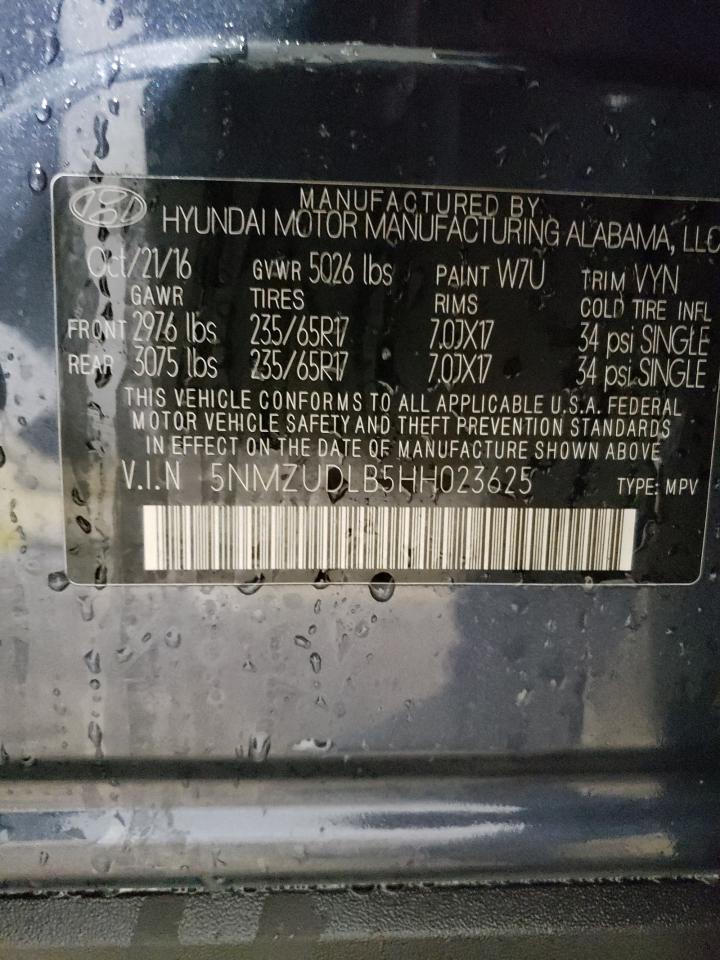 MANUFACTURED BY
HYUNDAI MOTOR MANUFACTURING ALABAMA, LLC
Oct/21/16 GVWR 5026 lbs PAINT W7U TRIM VYN
GAWR TIRES RIMS COLD TIRE INFL
FRONT 2976 lbs 235/65R17 7.0JX17 34 psi SINGLE
REAR 3075 lbs 235/65R17 7.0JX17 34 psi SINGLE
THIS VEHICLE CONFORMS TO ALL APPLICABLE U.S.A. FEDERAL
MOTOR VEHICLE SAFETY AND THEFT PREVENTION STANDARDS
IN EFFECT ON THE DATE OF MANUFACTURE SHOWN ABOVE
V.I.N 5NMZUDLB5HH023625 TYPE: MPV